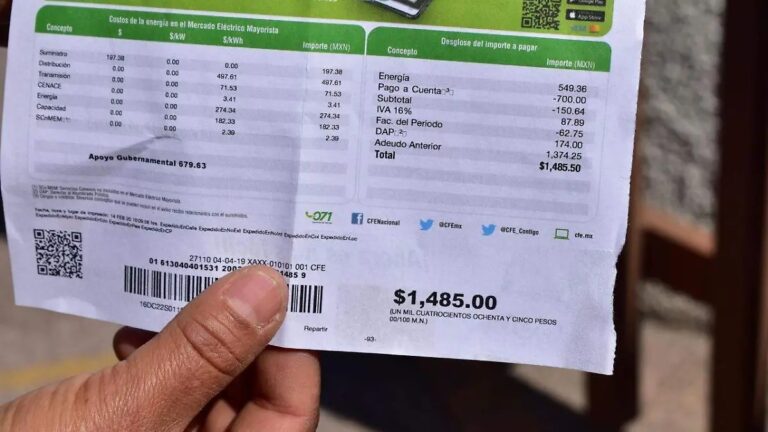 App Store
Costos de la energía en el Mercado Eléctrico Mayorista
Concepto $ $/kW $/kWh Importe (MXN)
Suministro 197.38 0.00 0.00 197.38
Distribución 0.00 0.00 497.61 497.61
Transmisión 0.00 0.00 71.53 71.53
CENACE 0.00 0.00 3.41 3.41
Energía 0.00 0.00 274.34 274.34
Capacidad 0.00 0.00 182.33 182.33
SCnMEM 0.00 0.00 2.39 2.39
Apoyo Gubernamental 679.63
Desglose del importe a pagar
Concepto Importe (MXN)
Energía 549.36
Pago a Cuenta -700.00
Subtotal -150.64
IVA 16% 87.89
Fac. del Periodo -62.75
DAP 174.00
Adeudo Anterior 1,374.25
Total $1,485.50
071 CFENacional @CFEmx @CFE_Contigo cfe.mx
27110 04-04-19 XAXX-010101 001 CFE
$1,485.00
(UN MIL CUATROCIENTOS OCHENTA Y CINCO PESOS
00/100 M.N.)
Repartir
-93-